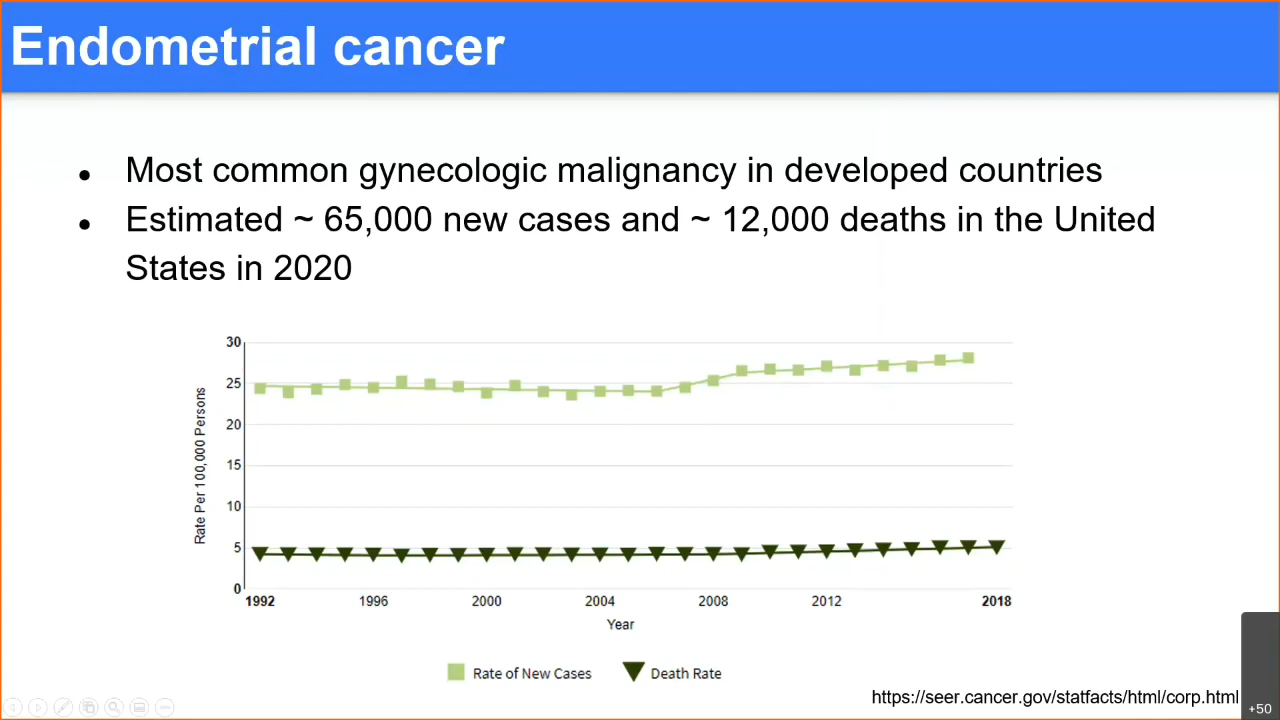 Endometrial cancer
● Most common gynecologic malignancy in developed countries
● Estimated ~ 65,000 new cases and ~ 12,000 deaths in the United
States in 2020
30
25
20
15
10
5
0
Rate Per 100,000 Persons
1992 1996 2000 2004 2008 2012 2018
Year
Rate of New Cases Death Rate
https://seer.cancer.gov/statfacts/html/corp.html
+50